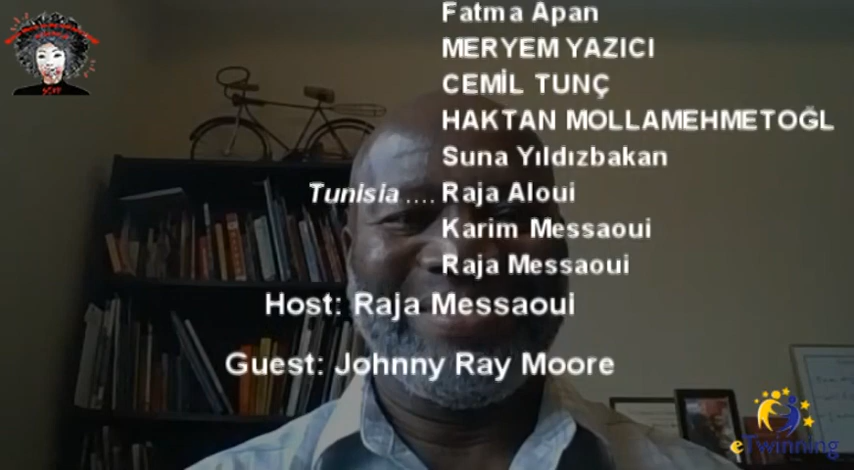 Fatma Apan
MERYEM YAZICI
CEMİL TUNÇ
HAKTAN MOLLAMEHMETOĞL
Suna Yıldızbakan
Tunisia .... Raja Aloui
Karim Messaoui
Raja Messaoui
Host: Raja Messaoui
Guest: Johnny Ray Moore
eTwinning